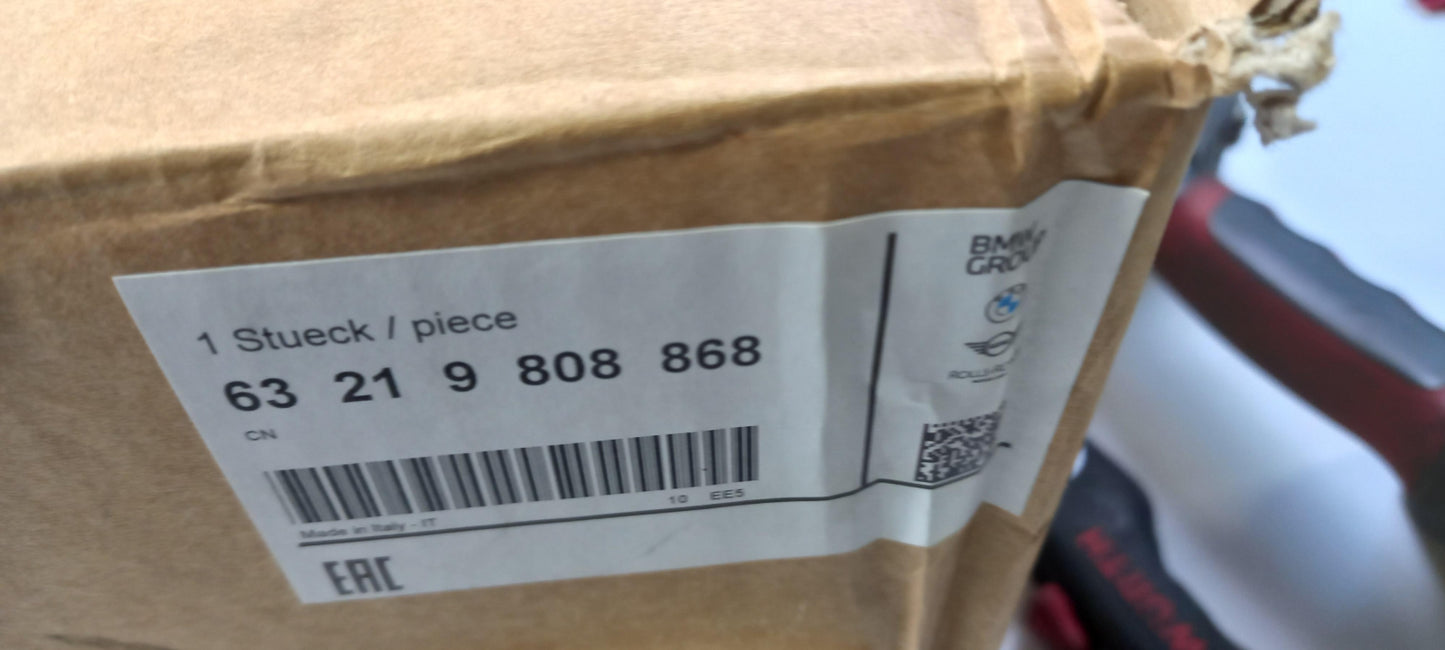 1 Stueck / piece
63 21 9 808 868
CN
10 EE5
Made in Italy - IT
EAC
BMW
GROUP